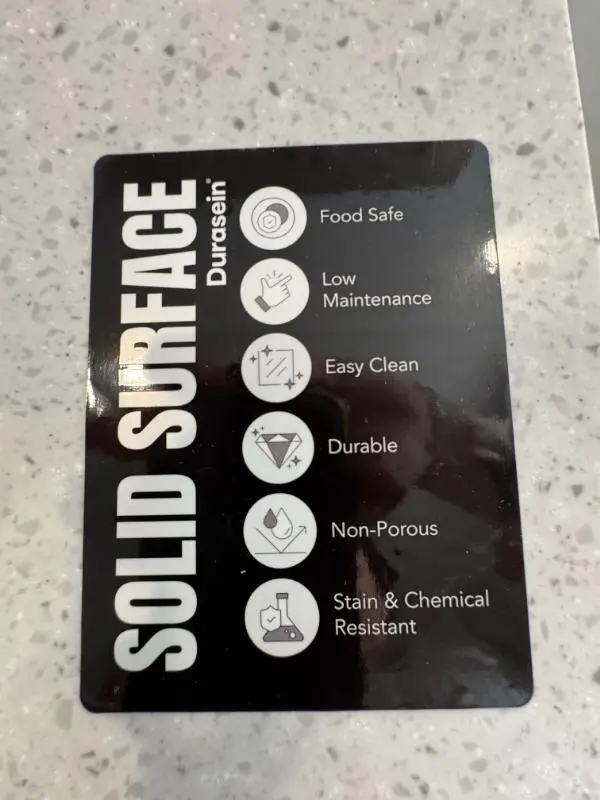 SOLID SURFACE
Durasein®
Food Safe
Low
Maintenance
Easy Clean
Durable
Non-Porous
Stain & Chemical
Resistant